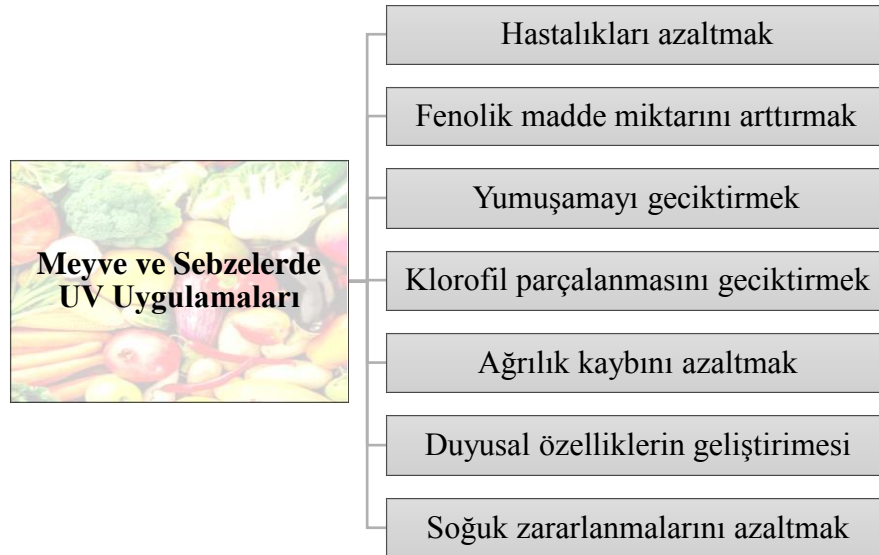 Hastalıkları azaltmak
Fenolik madde miktarını arttırmak
Yumuşamayı geciktirmek
Meyve ve Sebzelerde
UV Uygulamaları
Klorofil parçalanmasını geciktirmek
Ağrılık kaybını azaltmak
Duyusal özelliklerin geliştirimesi
Soğuk zararlanmalarını azaltmak